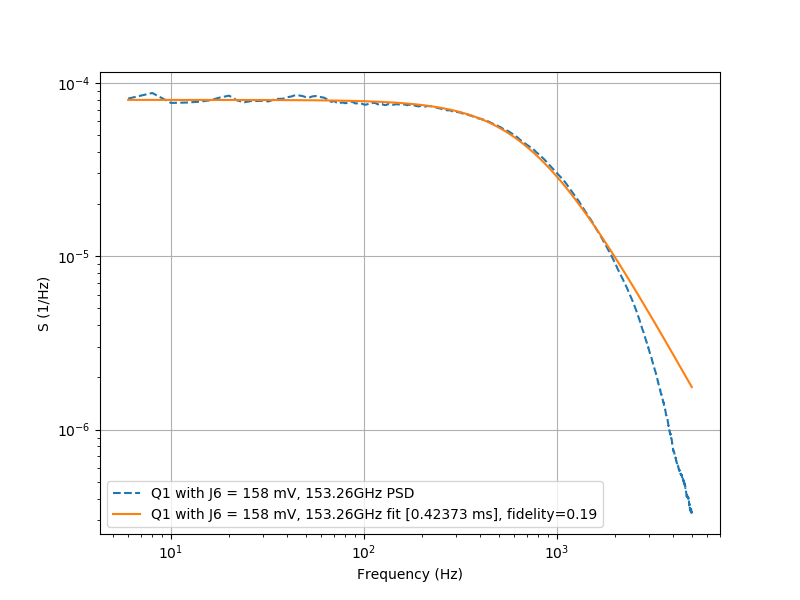 10⁻⁴
10⁻⁵
10⁻⁶
S (1/Hz)
Q1 with J6 = 158 mV, 153.26GHz PSD
Q1 with J6 = 158 mV, 153.26GHz fit [0.42373 ms], fidelity=0.19
10¹ 10² 10³
Frequency (Hz)